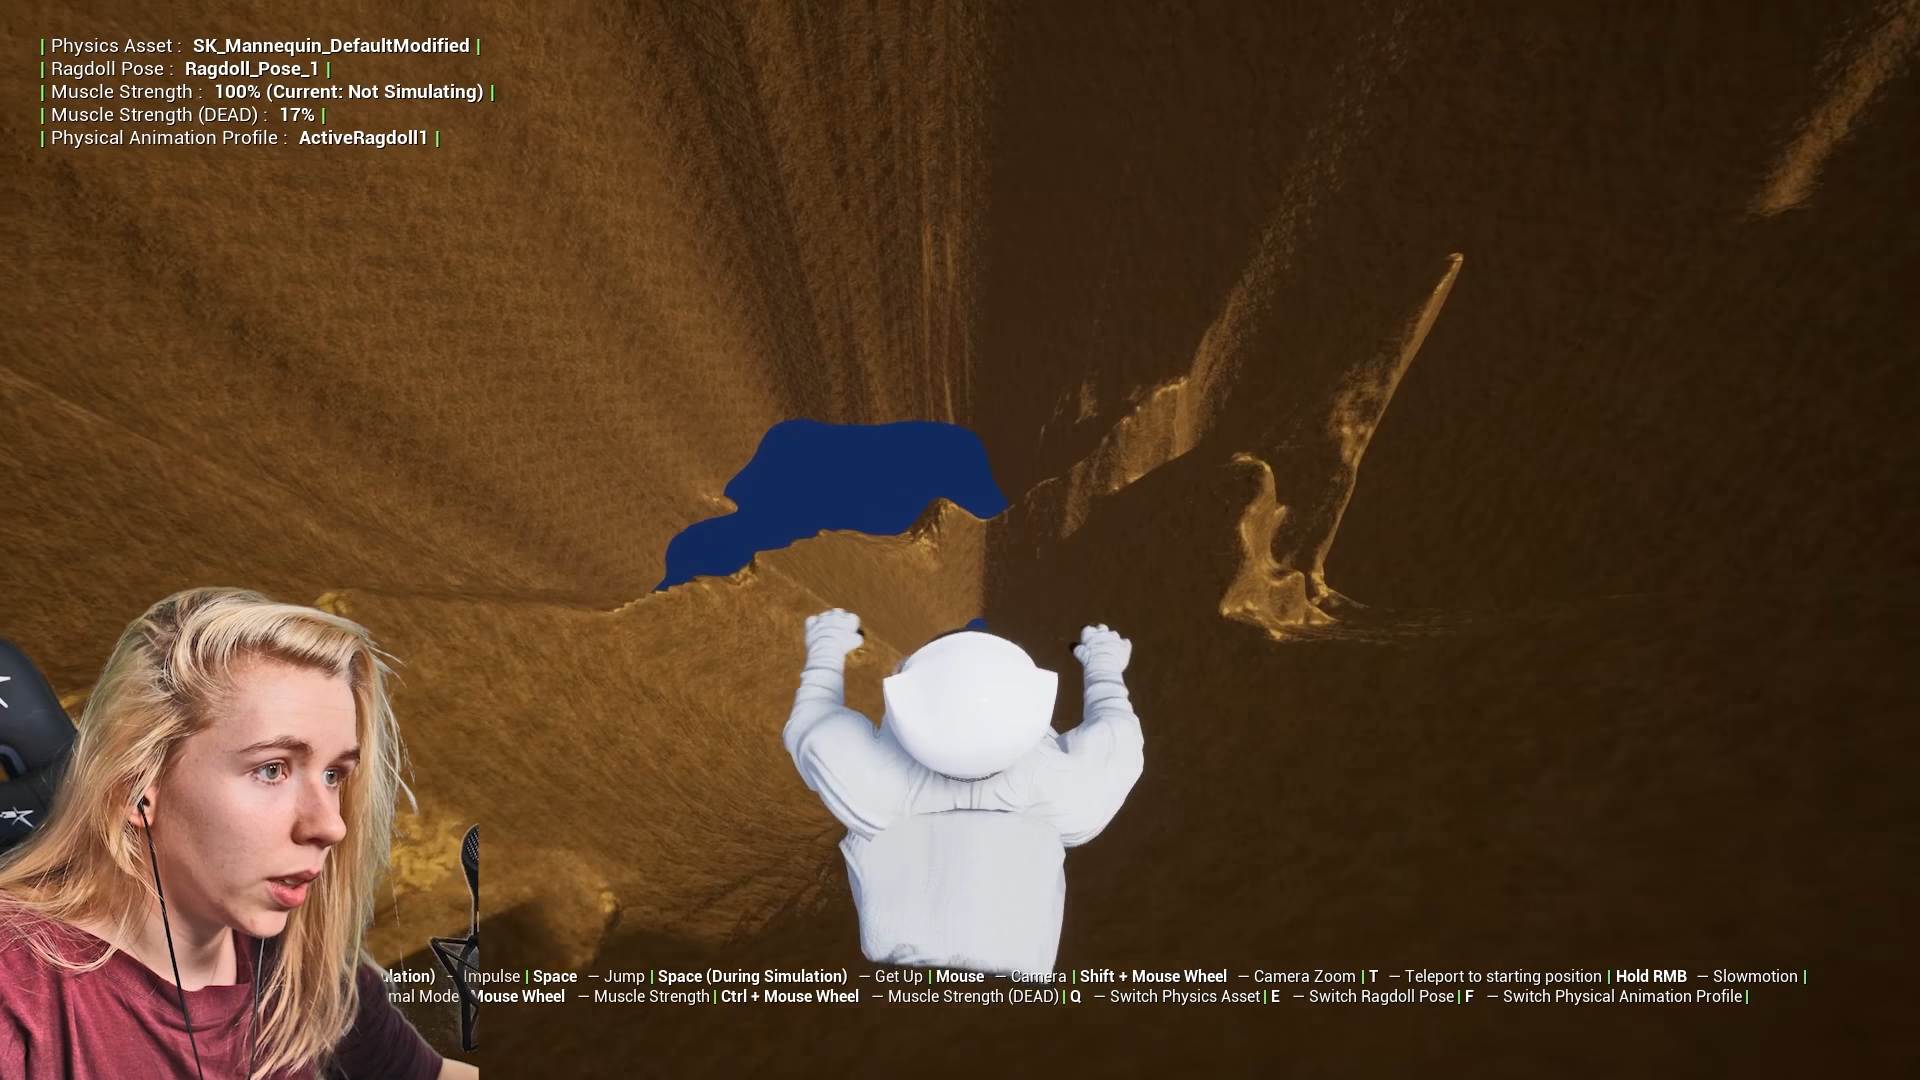 | Physics Asset : SK_Mannequin_DefaultModified |
| Ragdoll Pose : Ragdoll_Pose_1 |
| Muscle Strength : 100% (Current: Not Simulating) |
| Muscle Strength (DEAD) : 17% |
| Physical Animation Profile : ActiveRagdoll1 |
ulation) — Impulse | Space — Jump | Space (During Simulation) — Get Up | Mouse — Camera | Shift + Mouse Wheel — Camera Zoom | T — Teleport to starting position | Hold RMB — Slowmotion |
mal Mode Mouse Wheel — Muscle Strength | Ctrl + Mouse Wheel — Muscle Strength (DEAD) | Q — Switch Physics Asset | E — Switch Ragdoll Pose | F — Switch Physical Animation Profile |